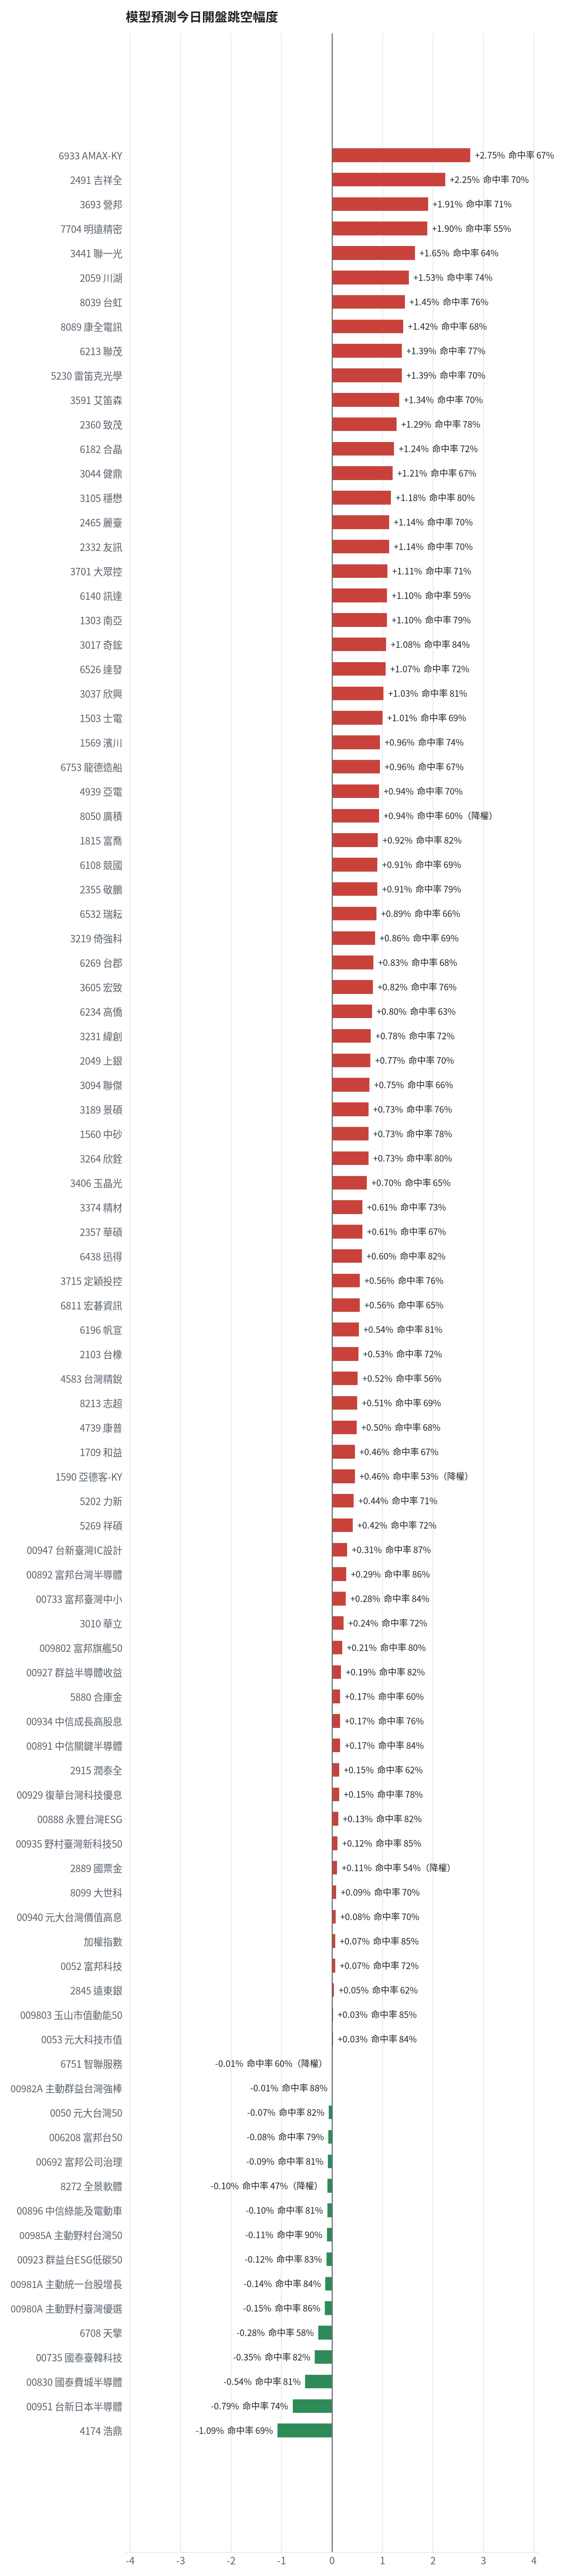 模型預測今日開盤跳空幅度
6933 AMAX-KY +2.75% 命中率 67%
2491 吉祥全 +2.25% 命中率 70%
3693 營邦 +1.91% 命中率 71%
7704 明遠精密 +1.90% 命中率 55%
3441 聯一光 +1.65% 命中率 64%
2059 川湖 +1.53% 命中率 74%
8039 台虹 +1.45% 命中率 76%
8089 康全電訊 +1.42% 命中率 68%
6213 聯茂 +1.39% 命中率 77%
5230 雷笛克光學 +1.39% 命中率 70%
3591 艾笛森 +1.34% 命中率 70%
2360 致茂 +1.29% 命中率 78%
6182 合晶 +1.24% 命中率 72%
3044 健鼎 +1.21% 命中率 67%
3105 穩懋 +1.18% 命中率 80%
2465 麗臺 +1.14% 命中率 70%
2332 友訊 +1.14% 命中率 70%
3701 大眾控 +1.11% 命中率 71%
6140 訊達 +1.10% 命中率 59%
1303 南亞 +1.10% 命中率 79%
3017 奇鋐 +1.08% 命中率 84%
6526 達發 +1.07% 命中率 72%
3037 欣興 +1.03% 命中率 81%
1503 士電 +1.01% 命中率 69%
1569 濱川 +0.96% 命中率 74%
6753 龍德造船 +0.96% 命中率 67%
4939 亞電 +0.94% 命中率 70%
8050 廣積 +0.94% 命中率 60%（降權）
1815 富喬 +0.92% 命中率 82%
6108 競國 +0.91% 命中率 69%
2355 敬鵬 +0.91% 命中率 79%
6532 瑞耘 +0.89% 命中率 66%
3219 倚強科 +0.86% 命中率 69%
6269 台郡 +0.83% 命中率 68%
3605 宏致 +0.82% 命中率 76%
6234 高僑 +0.80% 命中率 63%
3231 緯創 +0.78% 命中率 72%
2049 上銀 +0.77% 命中率 70%
3094 聯傑 +0.75% 命中率 66%
3189 景碩 +0.73% 命中率 76%
1560 中砂 +0.73% 命中率 78%
3264 欣銓 +0.73% 命中率 80%
3406 玉晶光 +0.70% 命中率 65%
3374 精材 +0.61% 命中率 73%
2357 華碩 +0.61% 命中率 67%
6438 迅得 +0.60% 命中率 82%
3715 定穎投控 +0.56% 命中率 76%
6811 宏碁資訊 +0.56% 命中率 65%
6196 帆宣 +0.54% 命中率 81%
2103 台橡 +0.53% 命中率 72%
4583 台灣精銳 +0.52% 命中率 56%
8213 志超 +0.51% 命中率 69%
4739 康普 +0.50% 命中率 68%
1709 和益 +0.46% 命中率 67%
1590 亞德客-KY +0.46% 命中率 53%（降權）
5202 力新 +0.44% 命中率 71%
5269 祥碩 +0.42% 命中率 72%
00947 台新臺灣IC設計 +0.31% 命中率 87%
00892 富邦台灣半導體 +0.29% 命中率 86%
00733 富邦臺灣中小 +0.28% 命中率 84%
3010 華立 +0.24% 命中率 72%
009802 富邦旗艦50 +0.21% 命中率 80%
00927 群益半導體收益 +0.19% 命中率 82%
5880 合庫金 +0.17% 命中率 60%
00934 中信成長高股息 +0.17% 命中率 76%
00891 中信關鍵半導體 +0.17% 命中率 84%
2915 潤泰全 +0.15% 命中率 62%
00929 復華台灣科技優息 +0.15% 命中率 78%
00888 永豐台灣ESG +0.13% 命中率 82%
00935 野村臺灣新科技50 +0.12% 命中率 85%
2889 國票金 +0.11% 命中率 54%（降權）
8099 大世科 +0.09% 命中率 70%
00940 元大台灣價值高息 +0.08% 命中率 70%
加權指數 +0.07% 命中率 85%
0052 富邦科技 +0.07% 命中率 72%
2845 遠東銀 +0.05% 命中率 62%
009803 玉山市值動能50 +0.03% 命中率 85%
0053 元大科技市值 +0.03% 命中率 84%
6751 智聯服務 -0.01% 命中率 60%（降權）
00982A 主動群益台灣強棒 -0.01% 命中率 88%
0050 元大台灣50 -0.07% 命中率 82%
006208 富邦台50 -0.08% 命中率 79%
00692 富邦公司治理 -0.09% 命中率 81%
8272 全景軟體 -0.10% 命中率 47%（降權）
00896 中信綠能及電動車 -0.10% 命中率 81%
00985A 主動野村台灣50 -0.11% 命中率 90%
00923 群益台ESG低碳50 -0.12% 命中率 83%
00981A 主動統一台股增長 -0.14% 命中率 84%
00980A 主動野村臺灣優選 -0.15% 命中率 86%
6708 天擎 -0.28% 命中率 58%
00735 國泰臺韓科技 -0.35% 命中率 82%
00830 國泰費城半導體 -0.54% 命中率 81%
00951 台新日本半導體 -0.79% 命中率 74%
4174 浩鼎 -1.09% 命中率 69%
-4 -3 -2 -1 0 1 2 3 4